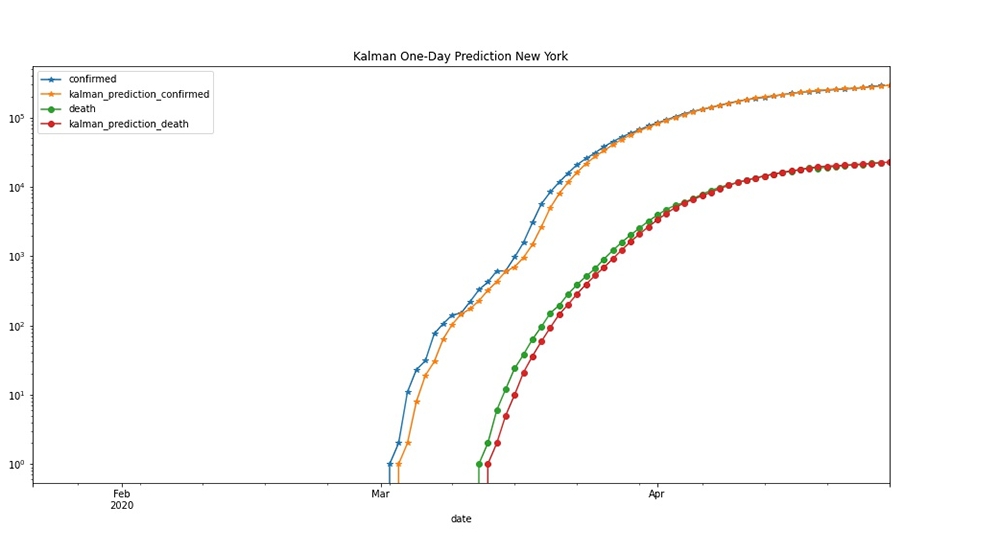 Kalman One-Day Prediction New York
confirmed
kalman_prediction_confirmed
death
kalman_prediction_death
10⁵
10⁴
10³
10²
10¹
10⁰
Feb
2020
Mar
Apr
date